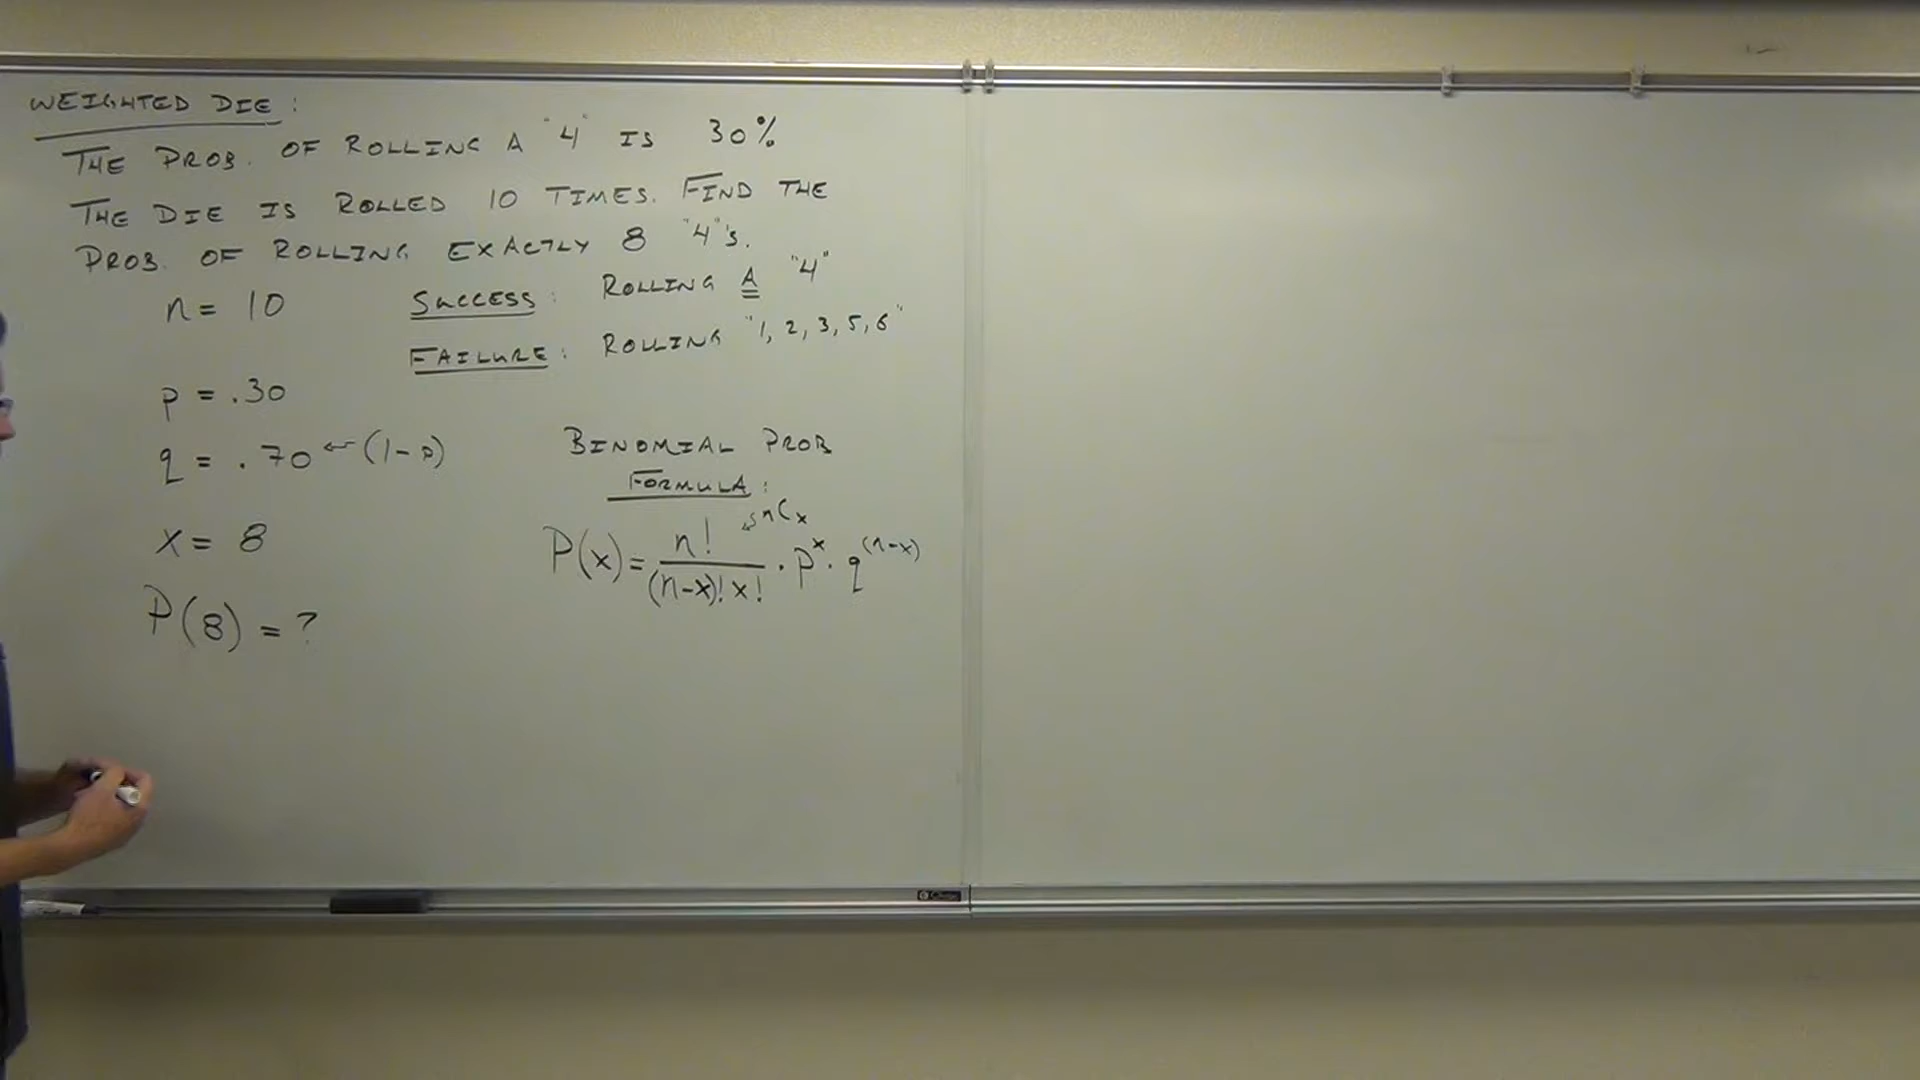 WEIGHTED DIE:
THE PROB. OF ROLLING A "4" IS 30%
THE DIE IS ROLLED 10 TIMES. FIND THE
PROB. OF ROLLING EXACTLY 8 "4"s.
n = 10
SUCCESS: ROLLING A "4"
FAILURE: ROLLING "1, 2, 3, 5, 6"
p = .30
q = .70 ← (1-p)
x = 8
P(8) = ?
BINOMIAL PROB
FORMULA:
P(x) = n! / (n-x)! x! · p^x · q^(n-x)
← nCx